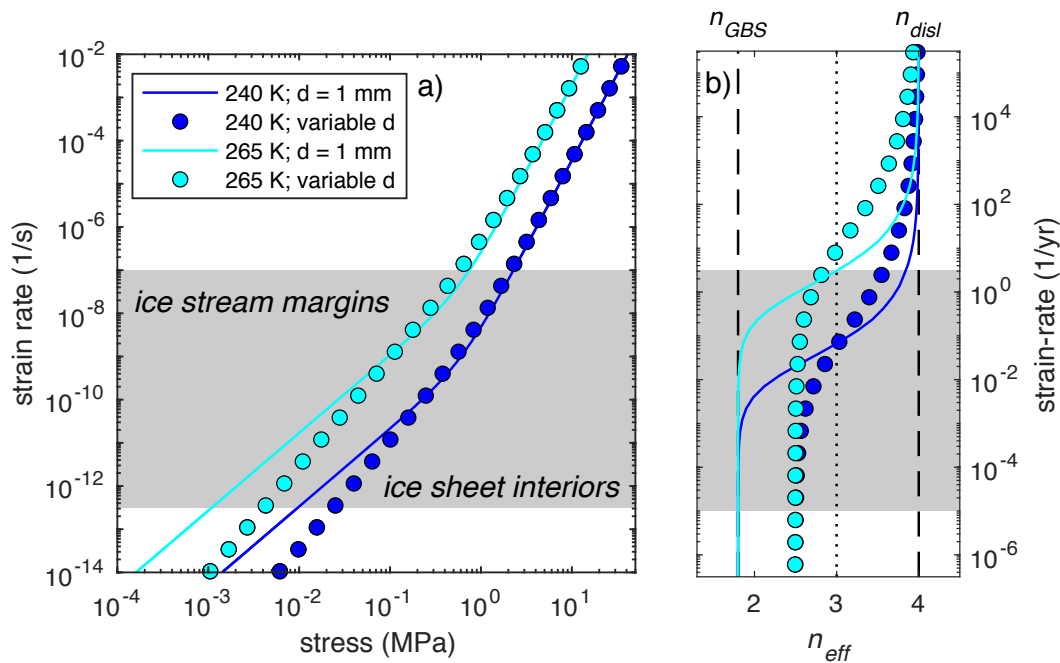 a)
240 K; d = 1 mm
240 K; variable d
265 K; d = 1 mm
265 K; variable d
ice stream margins
ice sheet interiors
strain rate (1/s)
10^-2
10^-4
10^-6
10^-8
10^-10
10^-12
10^-14
10^-4
10^-3
10^-2
10^-1
10^0
10^1
stress (MPa)
n_GBS
n_disl
b)
10^4
10^2
10^0
10^-2
10^-4
10^-6
strain-rate (1/yr)
2
3
4
n_eff